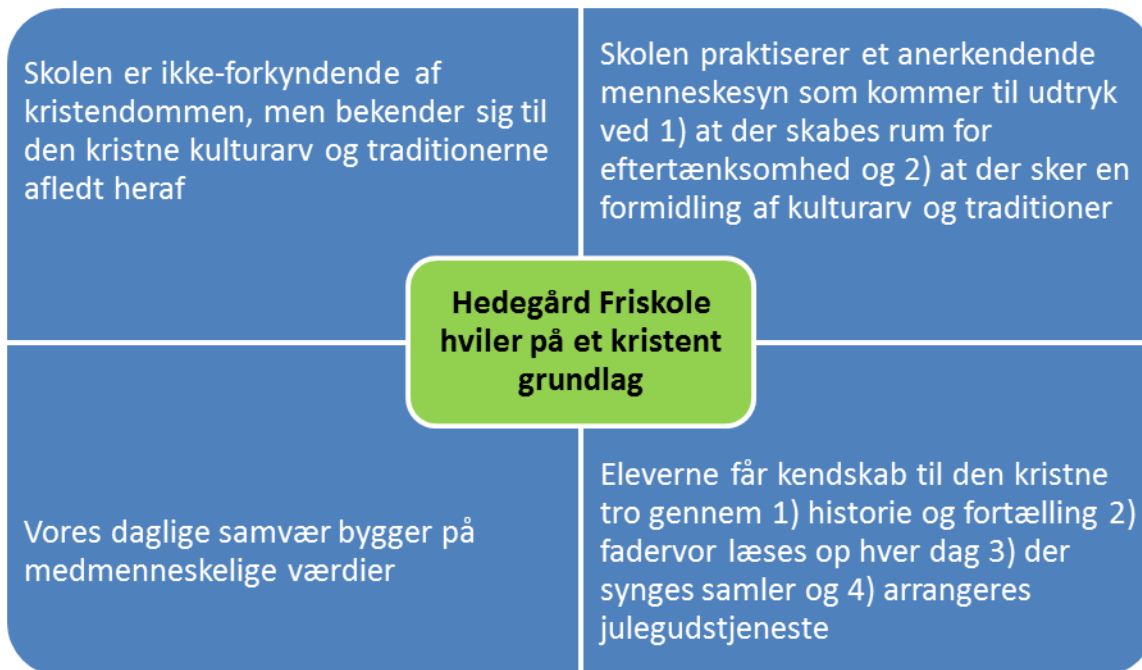 Skolen er ikke-forkyndende af
kristendommen, men bekender sig til
den kristne kulturarv og traditionerne
afledt heraf
Skolen praktiserer et anerkendende
menneskesyn som kommer til udtryk
ved 1) at der skabes rum for
eftertænksomhed og 2) at der sker en
formidling af kulturarv og traditioner
Hedegård Friskole
hviler på et kristent
grundlag
Vores daglige samvær bygger på
medmenneskelige værdier
Eleverne får kendskab til den kristne
tro gennem 1) historie og fortælling 2)
fadervor læses op hver dag 3) der
synges samler og 4) arrangeres
julegudstjeneste